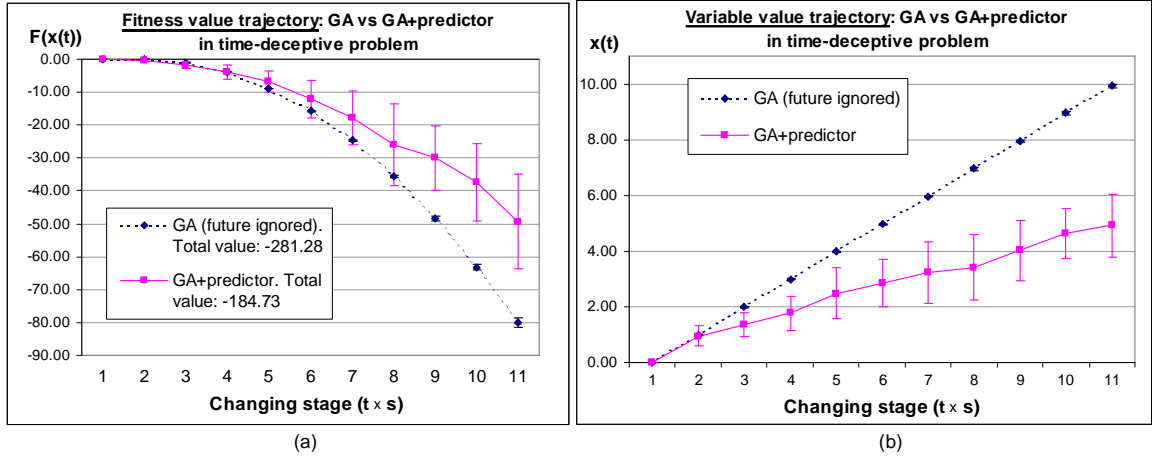 Fitness value trajectory: GA vs GA+predictor
in time-deceptive problem
F(x(t))
0.00
-10.00
-20.00
-30.00
-40.00
-50.00
-60.00
-70.00
-80.00
-90.00
GA (future ignored).
Total value: -281.28
GA+predictor. Total
value: -184.73
1 2 3 4 5 6 7 8 9 10 11
Changing stage (t x s)
(a)
Variable value trajectory: GA vs GA+predictor
in time-deceptive problem
x(t)
10.00
8.00
6.00
4.00
2.00
0.00
GA (future ignored)
GA+predictor
1 2 3 4 5 6 7 8 9 10 11
Changing stage (t x s)
(b)